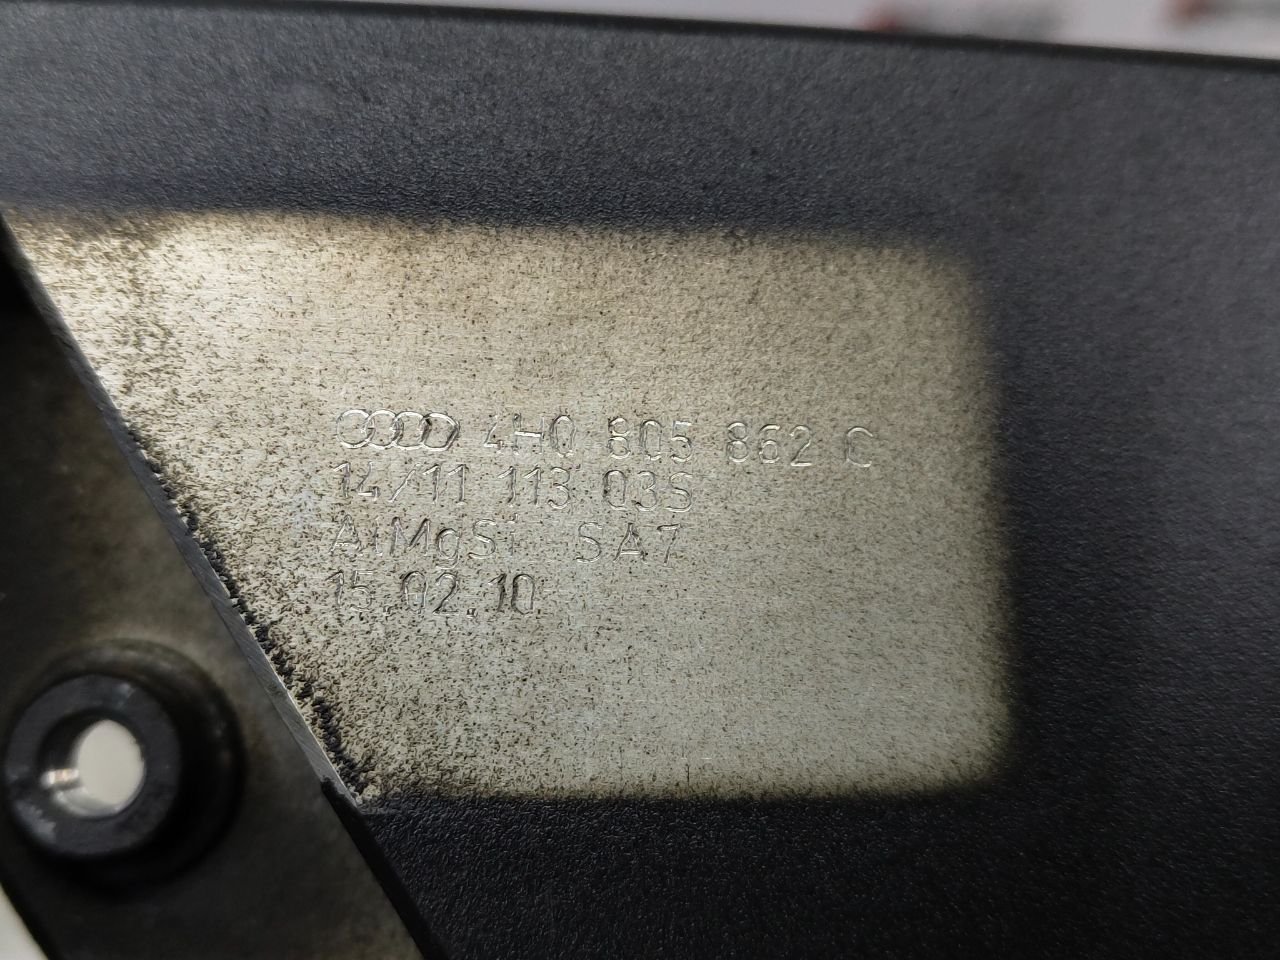 4H0 805 862 C
14/11 113 03S
AlMgSi SA7
15.02.10